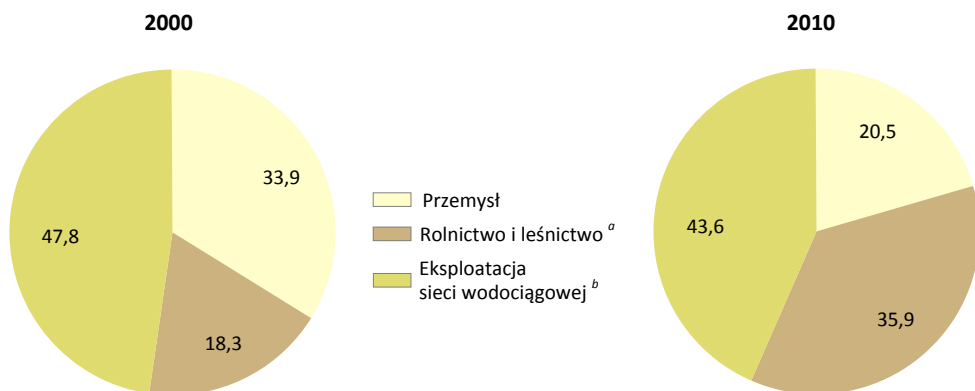 2000
2010
33,9
47,8
18,3
Przemysł
Rolnictwo i leśnictwo a
Eksploatacja
sieci wodociągowej b
20,5
43,6
35,9